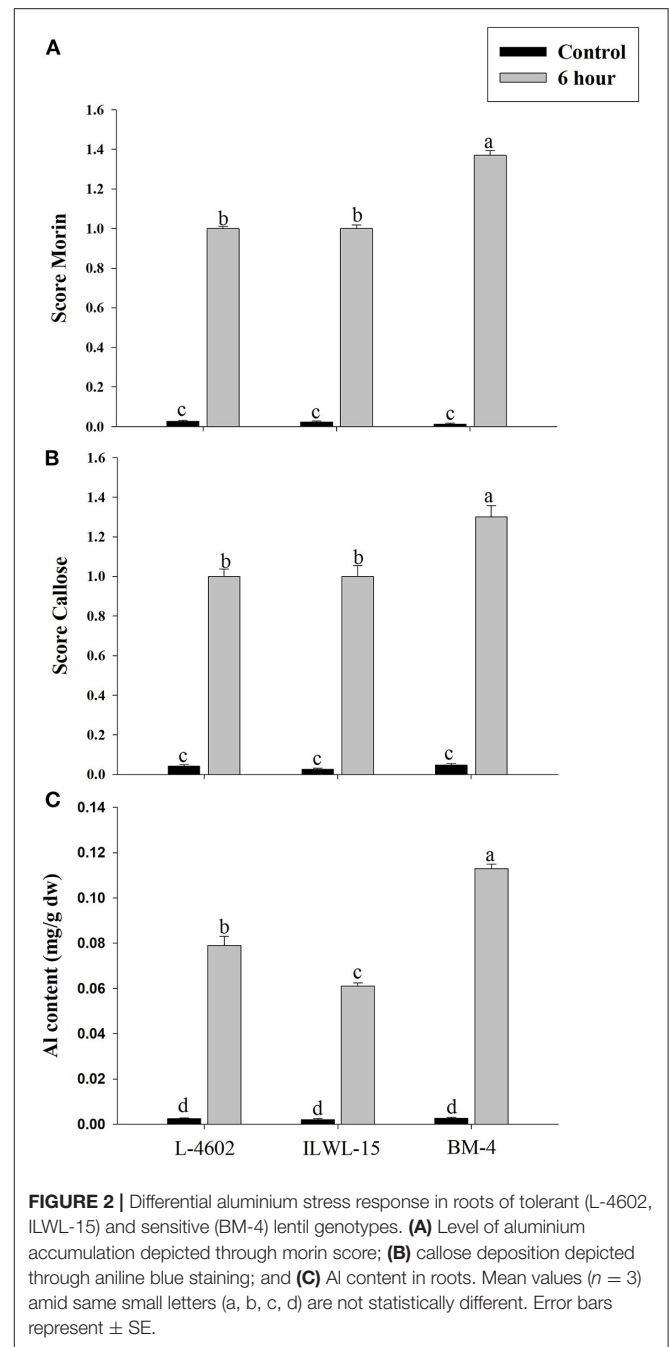 A
Control
6 hour
1.6
1.4
1.2
1.0
0.8
0.6
0.4
0.2
0.0
Score Morin
c
b
c
b
c
a
B
1.6
1.4
1.2
1.0
0.8
0.6
0.4
0.2
0.0
Score Callose
c
b
c
b
c
a
C
0.14
0.12
0.10
0.08
0.06
0.04
0.02
0.00
Al content (mg/g dw)
d
b
d
c
d
a
L-4602
ILWL-15
BM-4
FIGURE 2 | Differential aluminium stress response in roots of tolerant (L-4602,
ILWL-15) and sensitive (BM-4) lentil genotypes. (A) Level of aluminium
accumulation depicted through morin score; (B) callose deposition depicted
through aniline blue staining; and (C) Al content in roots. Mean values (n = 3)
amid same small letters (a, b, c, d) are not statistically different. Error bars
represent ± SE.